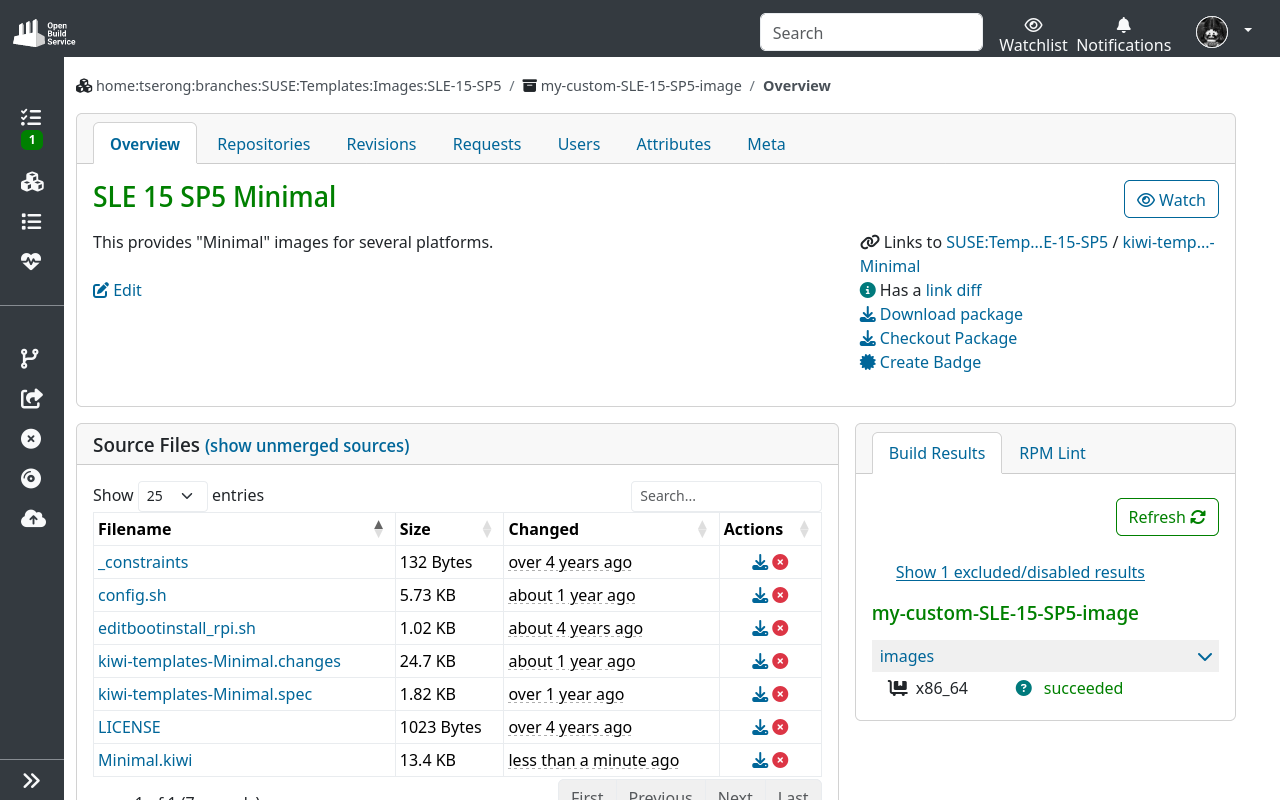 Open
Build
Service
Search
Watchlist
Notifications
home:tserong:branches:SUSE:Templates:Images:SLE-15-SP5 / my-custom-SLE-15-SP5-image / Overview
1
Overview Repositories Revisions Requests Users Attributes Meta
SLE 15 SP5 Minimal
Watch
This provides "Minimal" images for several platforms.
Edit
Links to SUSE:Temp...E-15-SP5 / kiwi-temp...-
Minimal
Has a link diff
Download package
Checkout Package
Create Badge
Source Files (show unmerged sources)
Show 25 entries
Search...
Filename Size Changed Actions
_constraints 132 Bytes over 4 years ago
config.sh 5.73 KB about 1 year ago
editbootinstall_rpi.sh 1.02 KB about 4 years ago
kiwi-templates-Minimal.changes 24.7 KB about 1 year ago
kiwi-templates-Minimal.spec 1.82 KB over 1 year ago
LICENSE 1023 Bytes over 4 years ago
Minimal.kiwi 13.4 KB less than a minute ago
First Previous Next Last
Build Results RPM Lint
Refresh
Show 1 excluded/disabled results
my-custom-SLE-15-SP5-image
images
x86_64 succeeded